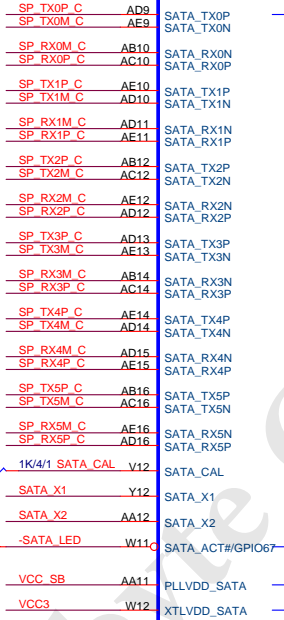 SP_TX0P_C AD9 SATA_TX0P
SP_TX0M_C AE9 SATA_TX0N
SP_RX0M_C AB10 SATA_RX0N
SP_RX0P_C AC10 SATA_RX0P
SP_TX1P_C AE10 SATA_TX1P
SP_TX1M_C AD10 SATA_TX1N
SP_RX1M_C AD11 SATA_RX1N
SP_RX1P_C AE11 SATA_RX1P
SP_TX2P_C AB12 SATA_TX2P
SP_TX2M_C AC12 SATA_TX2N
SP_RX2M_C AE12 SATA_RX2N
SP_RX2P_C AD12 SATA_RX2P
SP_TX3P_C AD13 SATA_TX3P
SP_TX3M_C AE13 SATA_TX3N
SP_RX3M_C AB14 SATA_RX3N
SP_RX3P_C AC14 SATA_RX3P
SP_TX4P_C AE14 SATA_TX4P
SP_TX4M_C AD14 SATA_TX4N
SP_RX4M_C AD15 SATA_RX4N
SP_RX4P_C AE15 SATA_RX4P
SP_TX5P_C AB16 SATA_TX5P
SP_TX5M_C AC16 SATA_TX5N
SP_RX5M_C AE16 SATA_RX5N
SP_RX5P_C AD16 SATA_RX5P
1K/4/1 SATA_CAL V12 SATA_CAL
SATA_X1 Y12 SATA_X1
SATA_X2 AA12 SATA_X2
-SATA_LED W11 SATA_ACT#/GPIO67
VCC_SB AA11 PLLVDD_SATA
VCC3 W12 XTLVDD_SATA